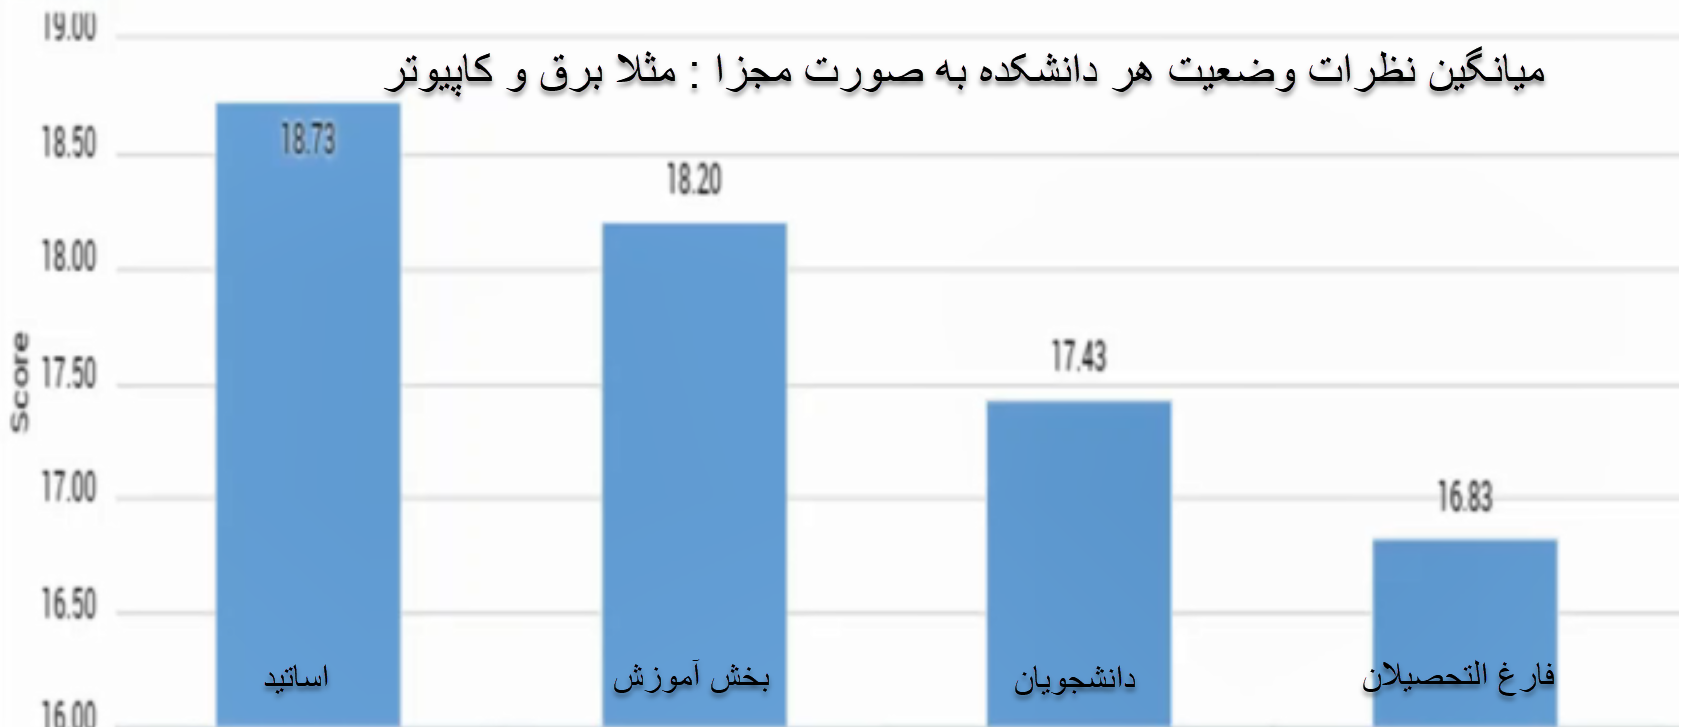 میانگین نظرات وضعیت هر دانشکده به صورت مجزا : مثلا برق و کاپیوتر
19.00
18.50
18.00
17.50
17.00
16.50
16.00
Score
18.73
18.20
17.43
16.83
اساتید
بخش آموزش
دانشجویان
فارغ التحصیلان